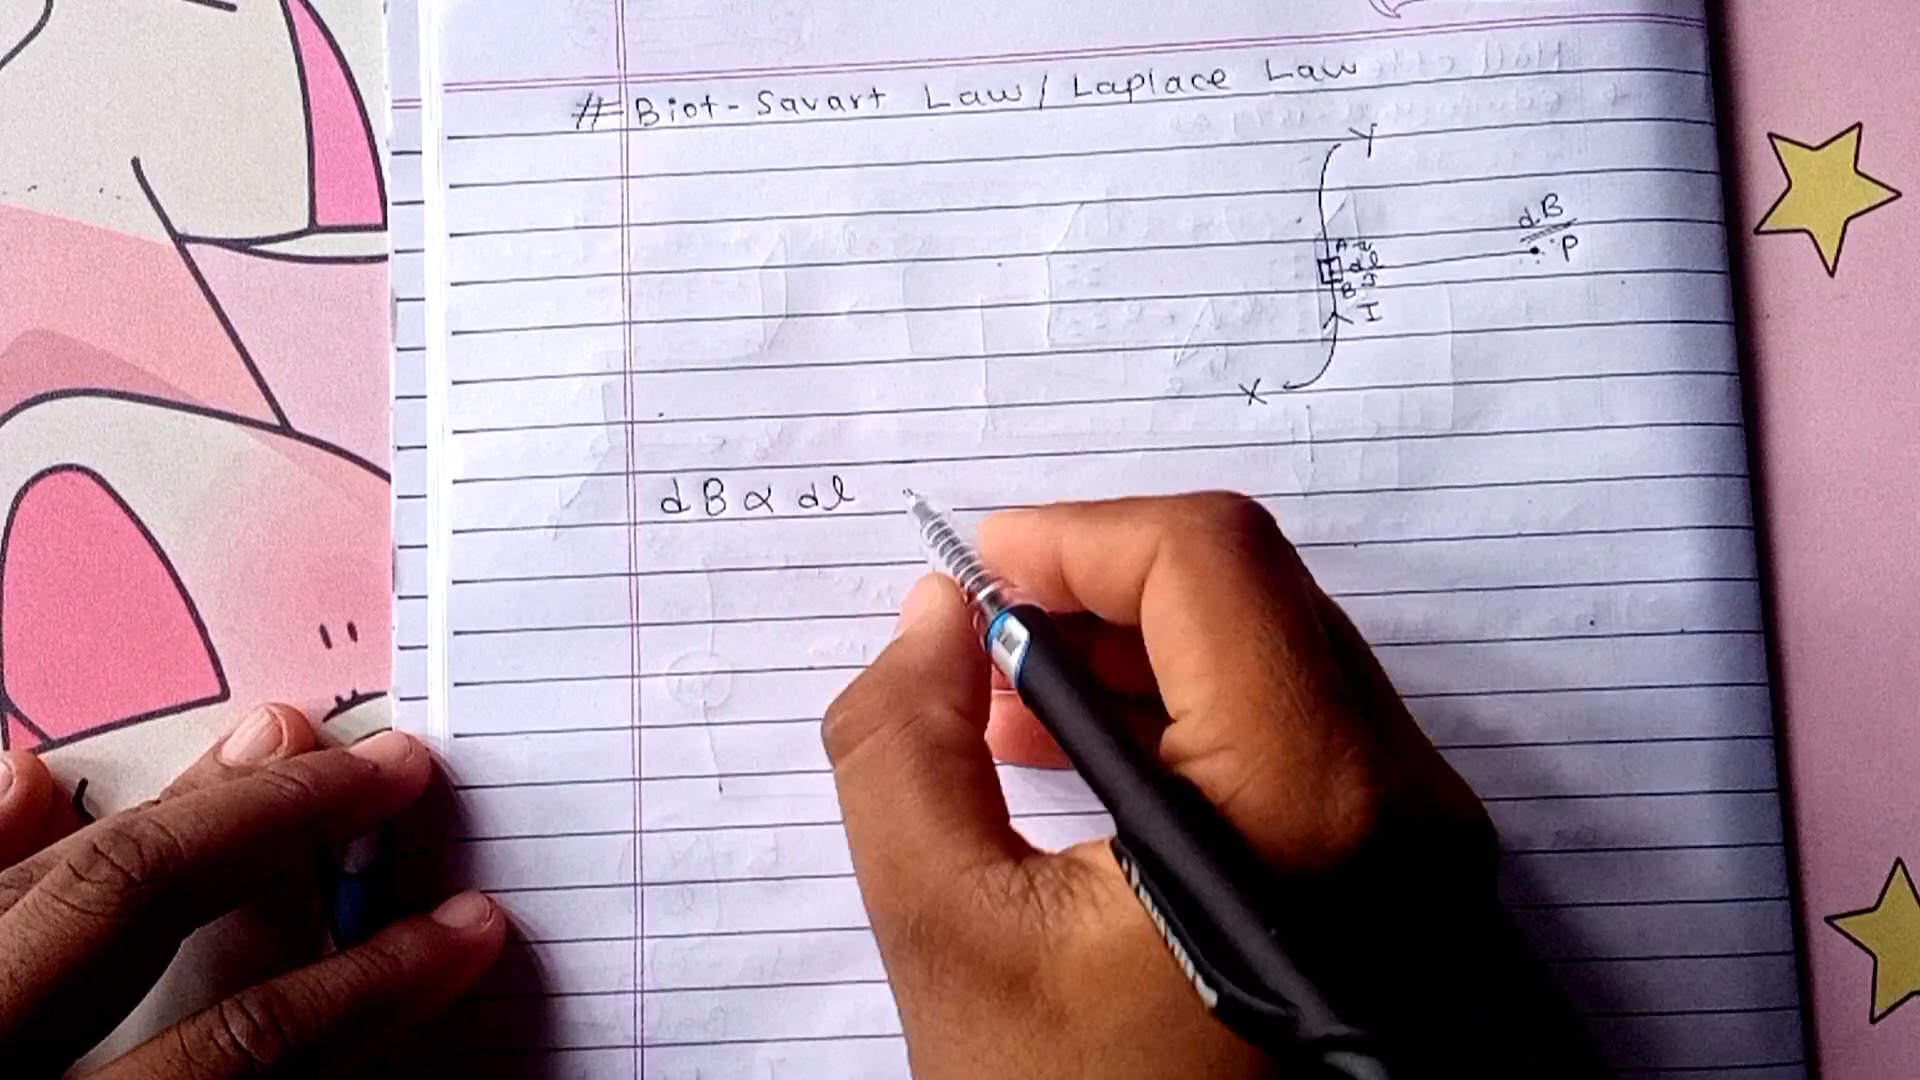 # Biot-Savart Law / Laplace Law
Y
dB
A
dl
P
B
I
X
dB ∝ dl